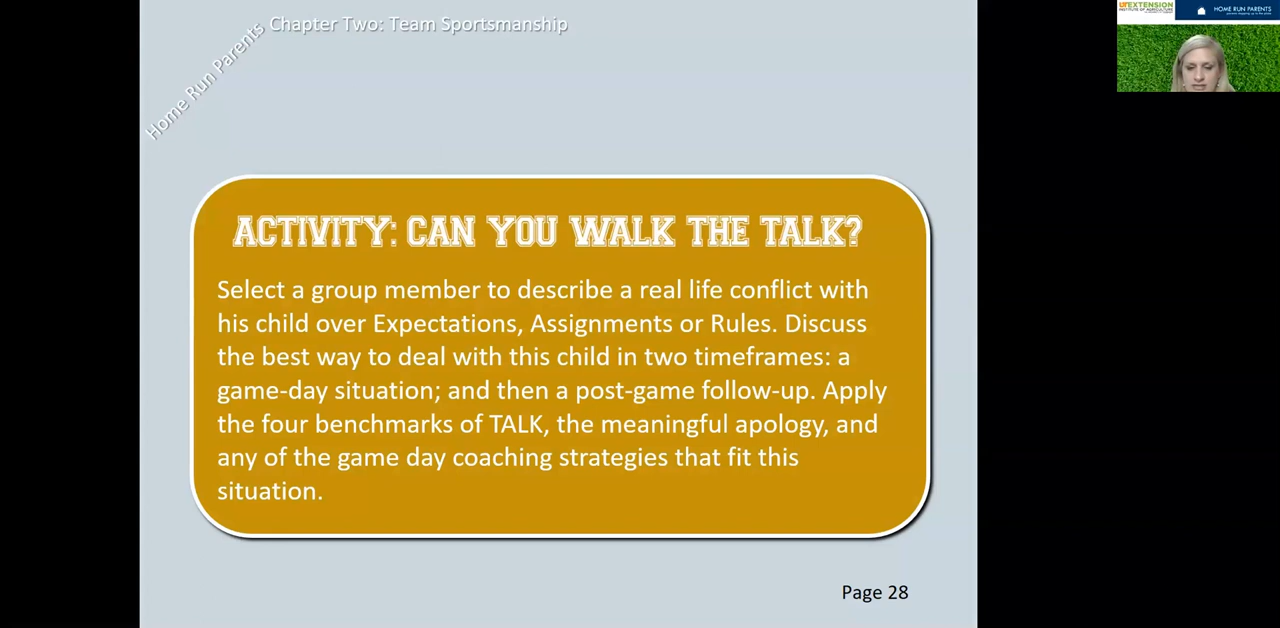 Chapter Two: Team Sportsmanship
Home Run Parents
UTEXTENSION
INSTITUTE OF AGRICULTURE
HOME RUN PARENTS
ACTIVITY: CAN YOU WALK THE TALK?
Select a group member to describe a real life conflict with
his child over Expectations, Assignments or Rules. Discuss
the best way to deal with this child in two timeframes: a
game-day situation; and then a post-game follow-up. Apply
the four benchmarks of TALK, the meaningful apology, and
any of the game day coaching strategies that fit this
situation.
Page 28